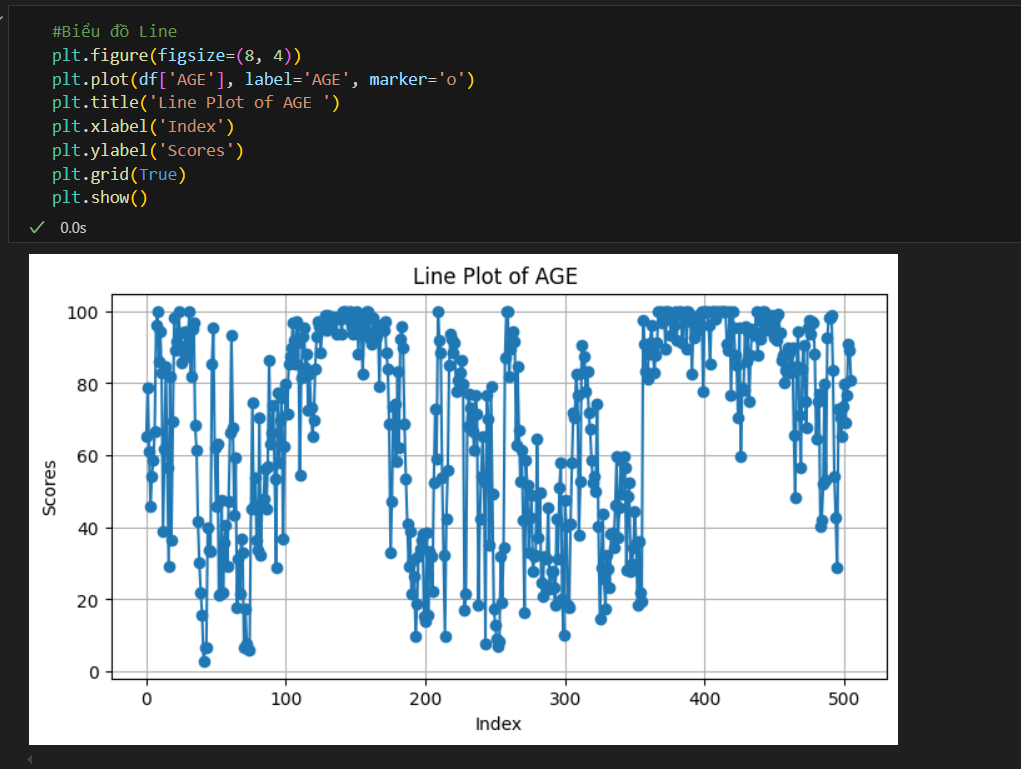 #Biểu đồ Line
plt.figure(figsize=(8, 4))
plt.plot(df['AGE'], label='AGE', marker='o')
plt.title('Line Plot of AGE ')
plt.xlabel('Index')
plt.ylabel('Scores')
plt.grid(True)
plt.show()
0.0s
Line Plot of AGE
100
80
60
40
20
0
Scores
0 100 200 300 400 500
Index